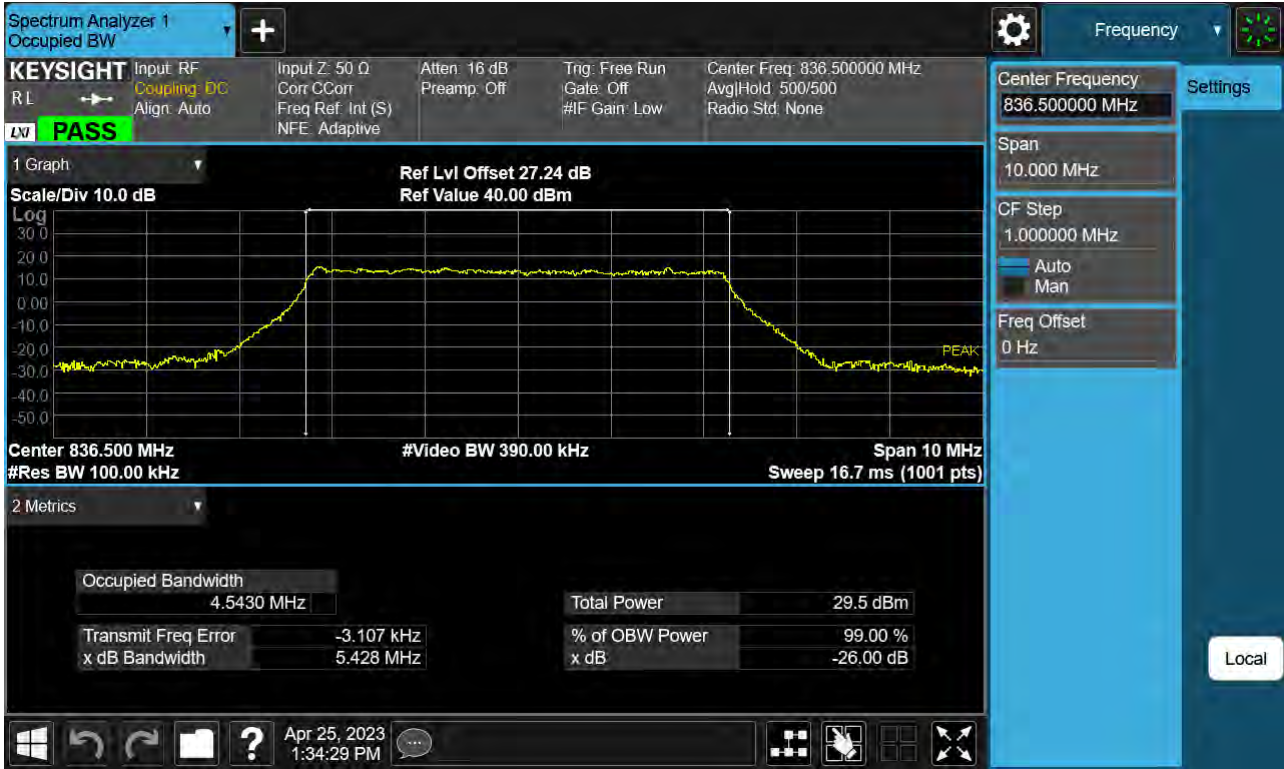 Spectrum Analyzer 1
Occupied BW
+
Frequency
KEYSIGHT
RL
LXI
PASS
Input: RF
Coupling: DC
Align: Auto
Input Z: 50 Ω
Corr CCorr
Freq Ref: Int (S)
NFE: Adaptive
Atten: 16 dB
Preamp: Off
Trig: Free Run
Gate: Off
#IF Gain: Low
Center Freq: 836.500000 MHz
Avg|Hold: 500/500
Radio Std: None
Center Frequency
836.500000 MHz
Settings
Span
10.000 MHz
CF Step
1.000000 MHz
Auto
Man
Freq Offset
0 Hz
Local
1 Graph
Scale/Div 10.0 dB
Ref Lvl Offset 27.24 dB
Ref Value 40.00 dBm
Log
30.0
20.0
10.0
0.00
-10.0
-20.0
-30.0
-40.0
-50.0
PEAK
Center 836.500 MHz
#Video BW 390.00 kHz
Span 10 MHz
#Res BW 100.00 kHz
Sweep 16.7 ms (1001 pts)
2 Metrics
Occupied Bandwidth
4.5430 MHz
Total Power 29.5 dBm
Transmit Freq Error -3.107 kHz
% of OBW Power 99.00 %
x dB Bandwidth 5.428 MHz
x dB -26.00 dB
?
Apr 25, 2023
1:34:29 PM